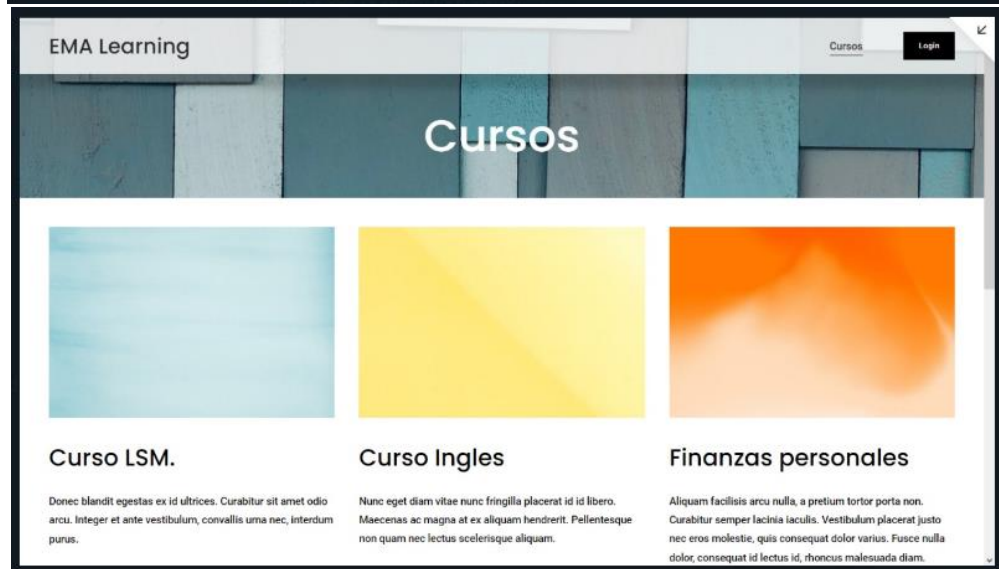 EMA Learning
Cursos
Login
Cursos
Curso LSM.
Donec blandit egestas ex id ultrices. Curabitur sit amet odio
arcu. Integer et ante vestibulum, convallis urna nec, interdum
purus.
Curso Ingles
Nunc eget diam vitae nunc fringilla placerat id id libero.
Maecenas ac magna at ex aliquam hendrerit. Pellentesque
non quam nec lectus scelerisque aliquam.
Finanzas personales
Aliquam facilisis arcu nulla, a pretium tortor porta non.
Curabitur semper lacinia iaculis. Vestibulum placerat justo
nec eros molestie, quis consequat dolor varius. Fusce nulla
dolor, consequat id lectus id, rhoncus malesuada diam.